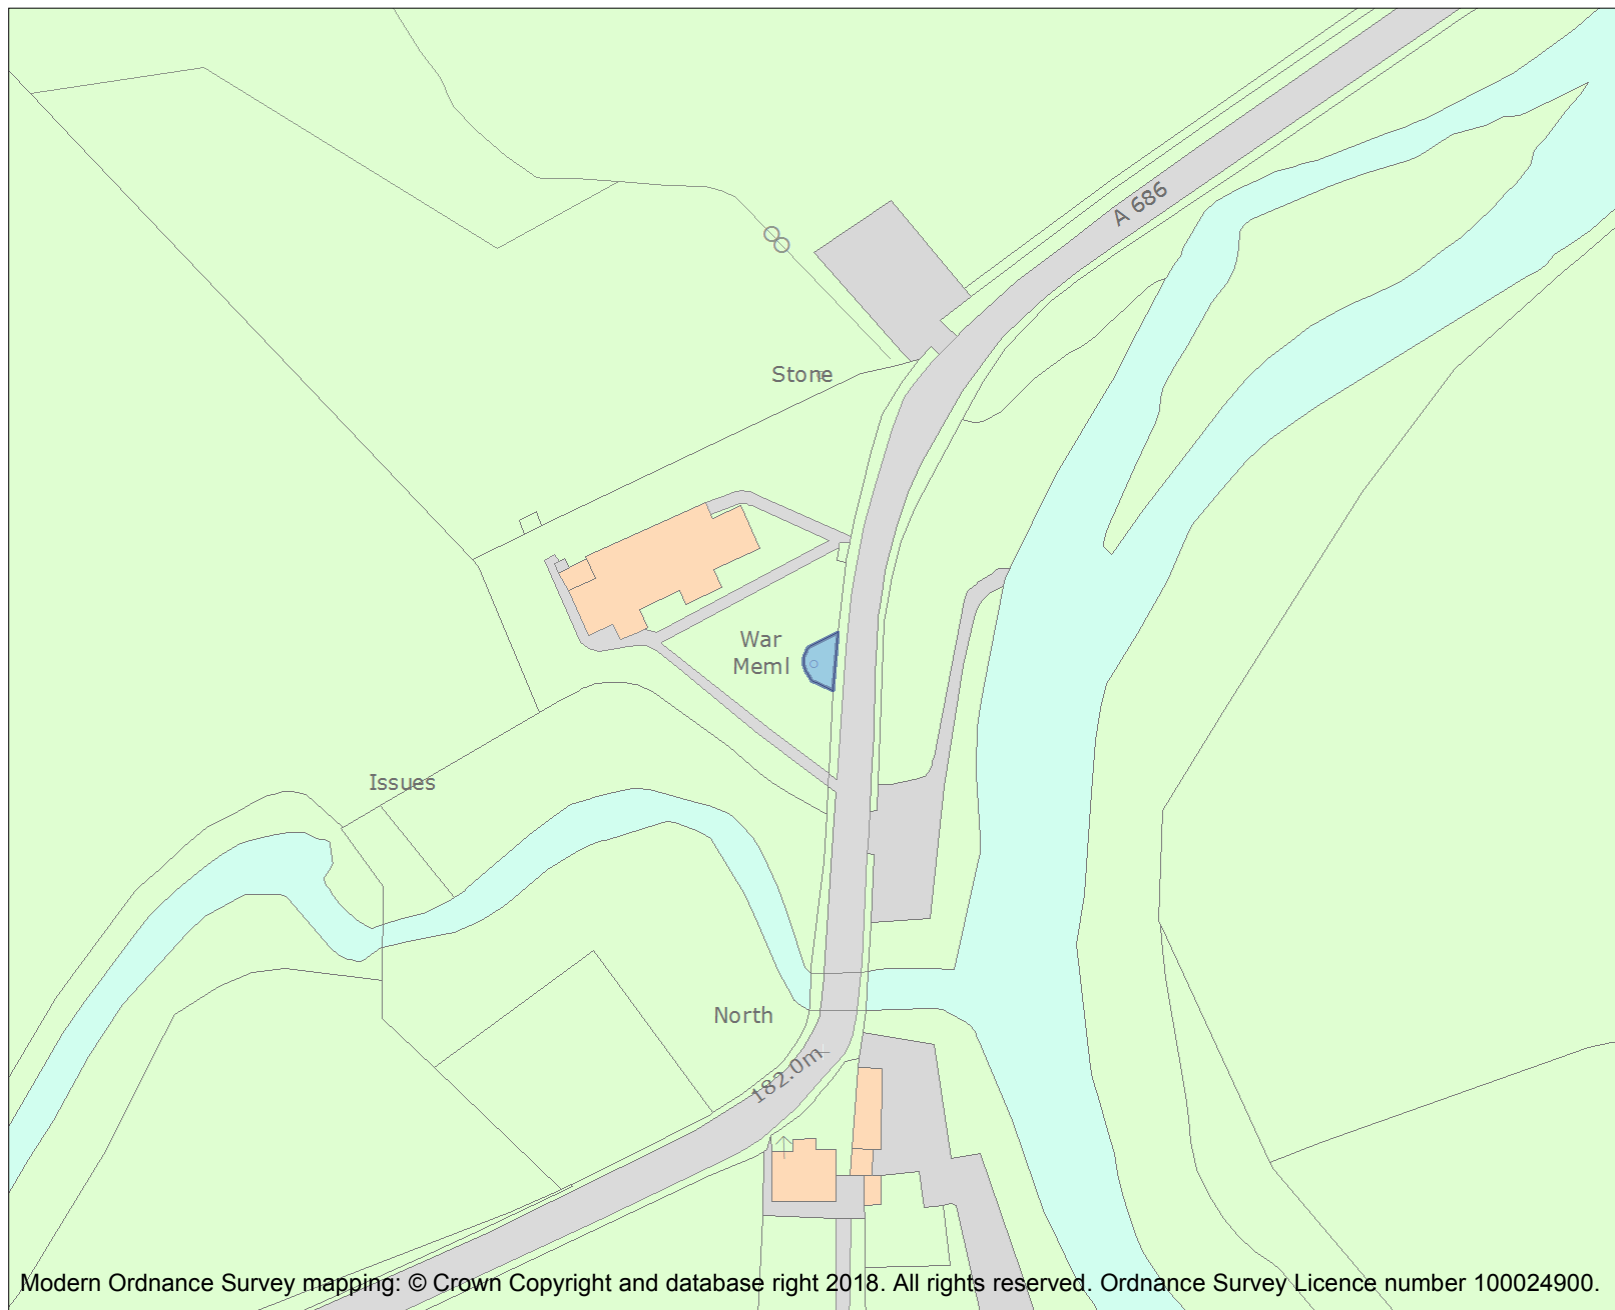 A 686
Stone
War
Meml
Issues
North
182.0m
Modern Ordnance Survey mapping: © Crown Copyright and database right 2018. All rights reserved. Ordnance Survey Licence number 100024900.